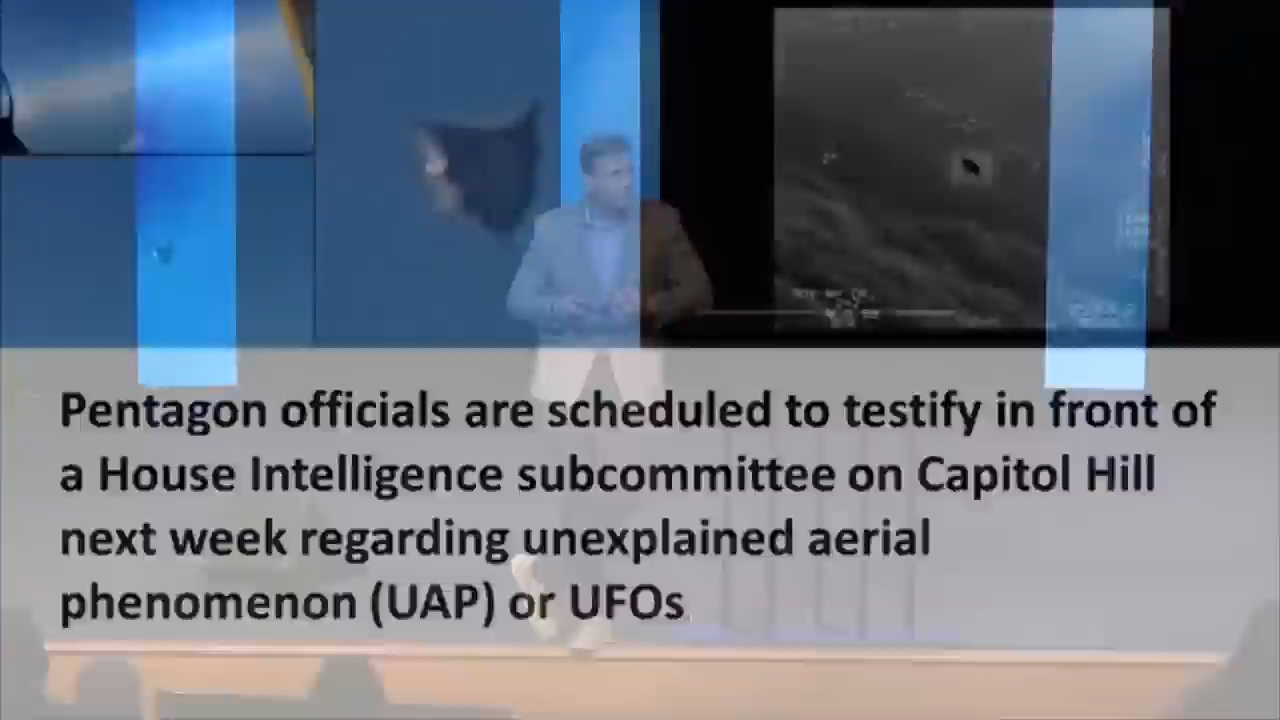 Pentagon officials are scheduled to testify in front of
a House Intelligence subcommittee on Capitol Hill
next week regarding unexplained aerial
phenomenon (UAP) or UFOs